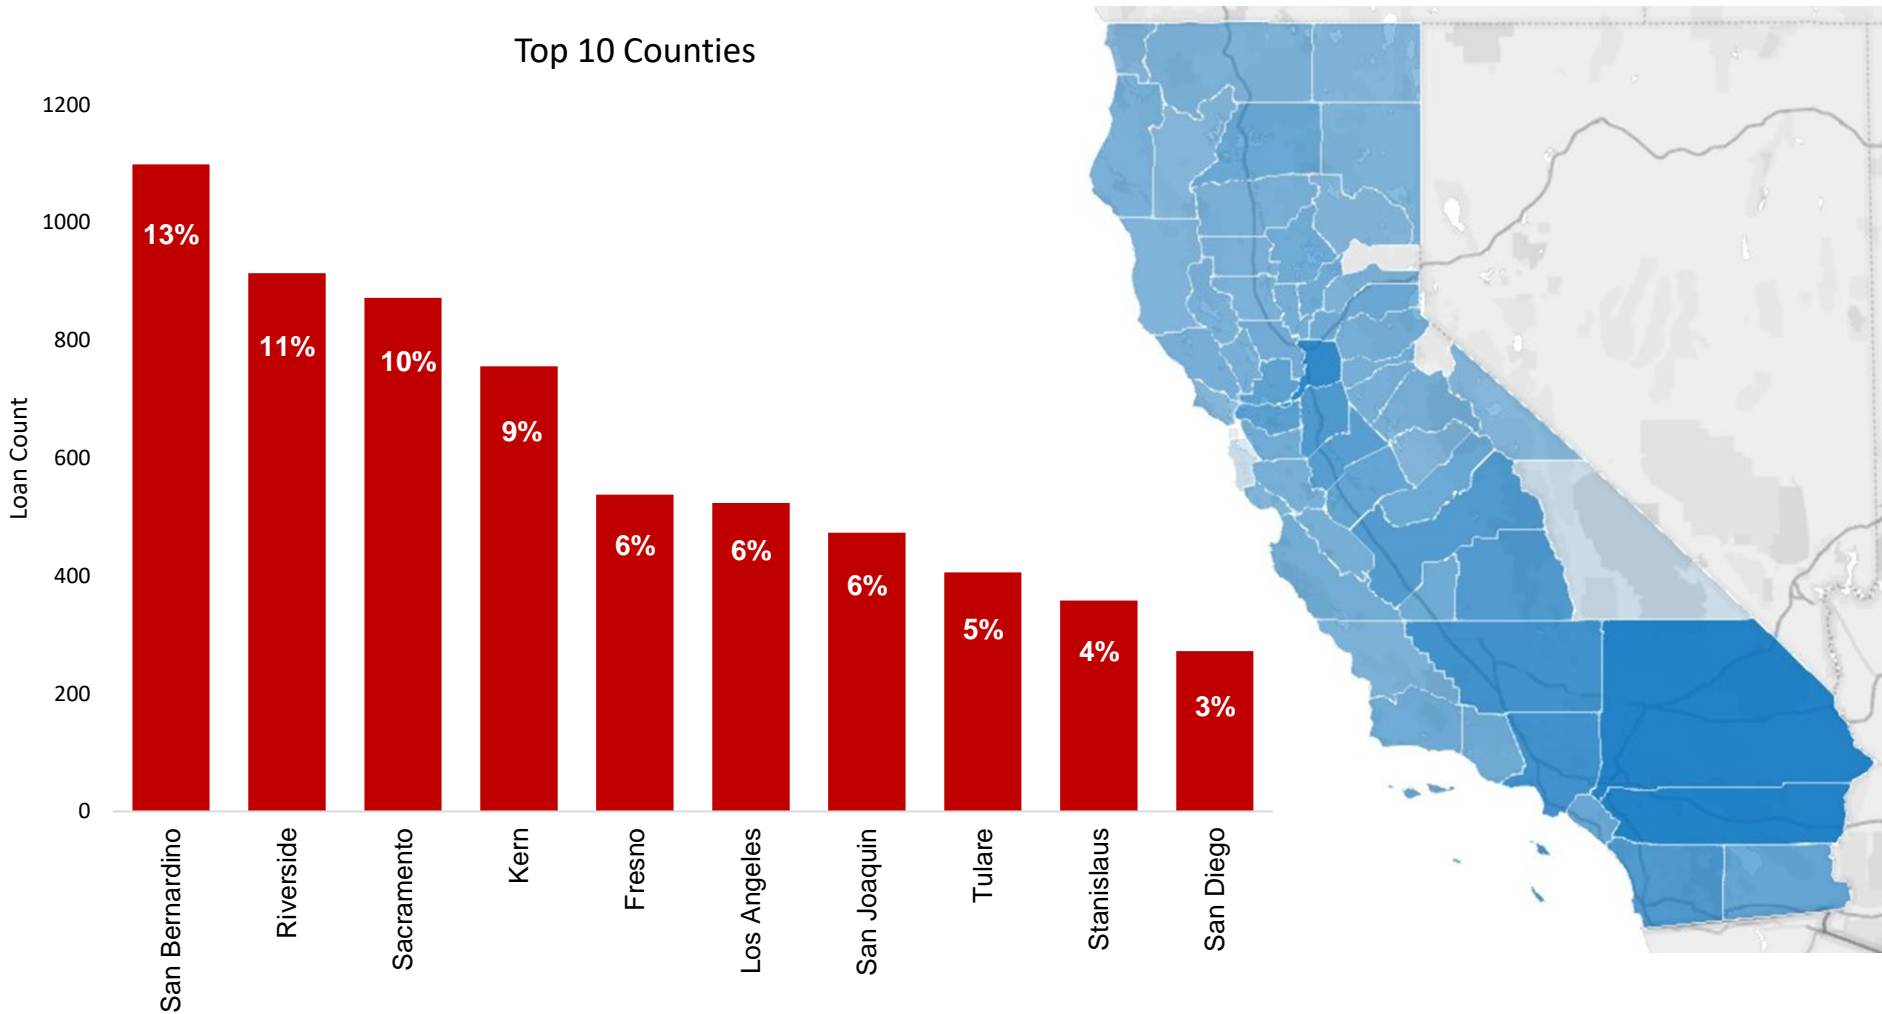 Top 10 Counties
Loan Count
1200
1000
800
600
400
200
0
13%
11%
10%
9%
6%
6%
6%
5%
4%
3%
San Bernardino
Riverside
Sacramento
Kern
Fresno
Los Angeles
San Joaquin
Tulare
Stanislaus
San Diego